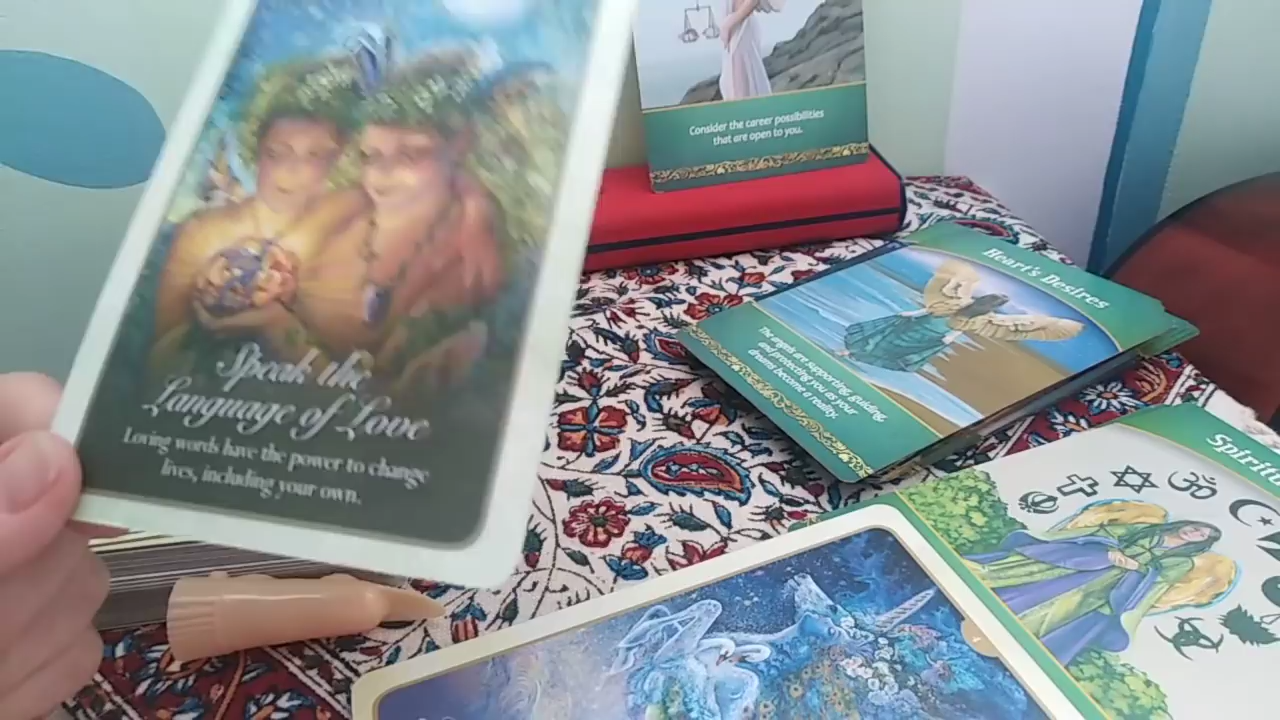 Speak the
Language of Love
Loving words have the power to change
lives, including your own.
Consider the career possibilities
that are open to you.
Heart's Desires
The angels are supporting, guiding,
and protecting you as your
dreams become a reality.
Spiritu